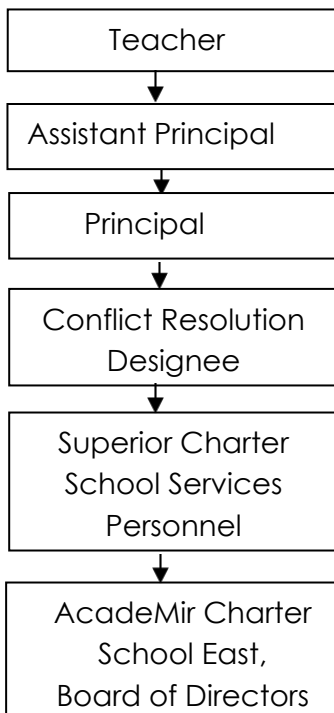 Teacher
Assistant Principal
Principal
Conflict Resolution
Designee
Superior Charter
School Services
Personnel
AcadeMir Charter
School East,
Board of Directors